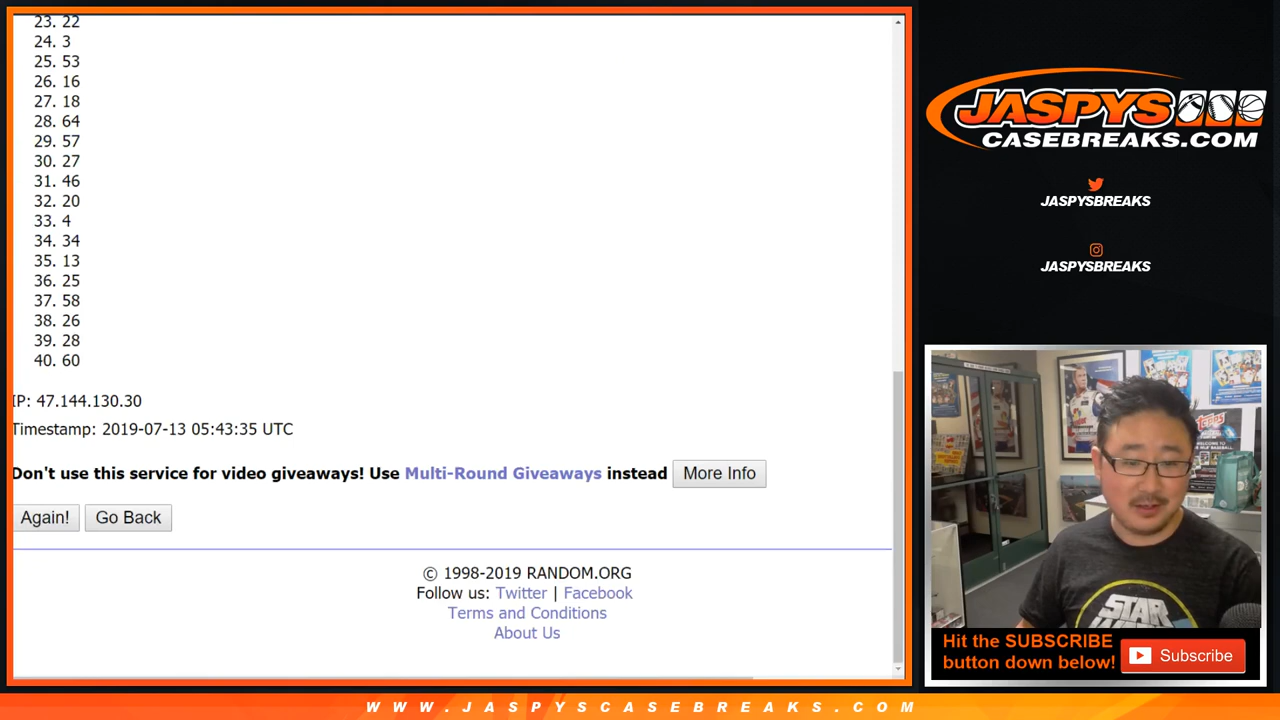 23. 22
24. 3
25. 53
26. 16
27. 18
28. 64
29. 57
30. 27
31. 46
32. 20
33. 4
34. 34
35. 13
36. 25
37. 58
38. 26
39. 28
40. 60
IP: 47.144.130.30
Timestamp: 2019-07-13 05:43:35 UTC
Don't use this service for video giveaways! Use Multi-Round Giveaways instead More Info
Again! Go Back
© 1998-2019 RANDOM.ORG
Follow us: Twitter | Facebook
Terms and Conditions
About Us
JASPYS
CASEBREAKS.COM
JASPYSBREAKS
JASPYSBREAKS
topps
STAR
Hit the SUBSCRIBE
button down below!
Subscribe
WWW.JASPYSCASEBREAKS.COM